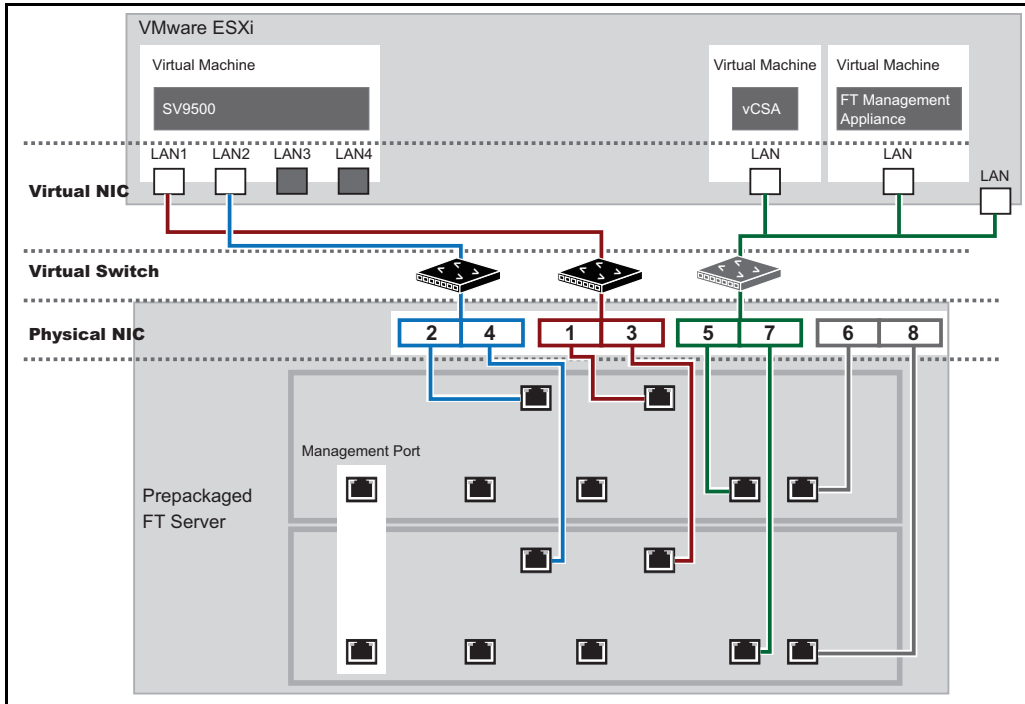 VMware ESXi
Virtual Machine
Virtual Machine
Virtual Machine
SV9500
vCSA
FT Management
Appliance
LAN1
LAN2
LAN3
LAN4
LAN
LAN
LAN
Virtual NIC
Virtual Switch
Physical NIC
2
4
1
3
5
7
6
8
Management Port
Prepackaged
FT Server